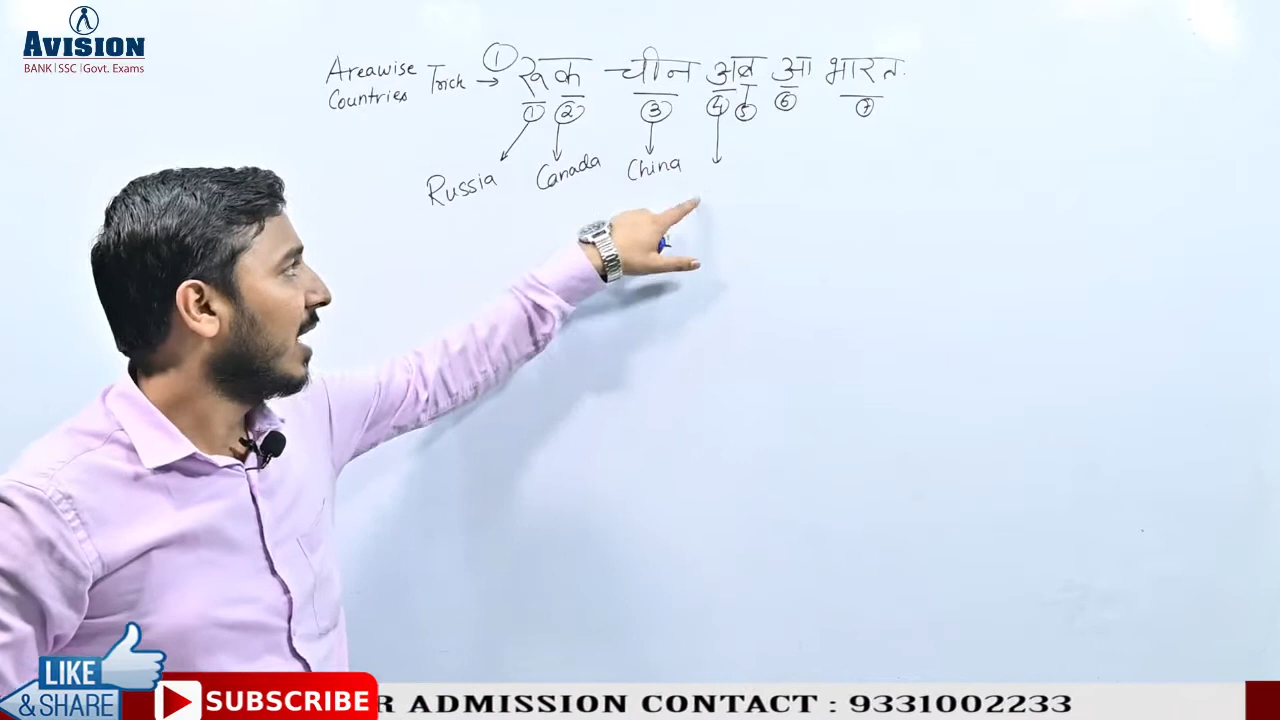 AVISION
BANK | SSC | Govt. Exams
Areawise Countries Trick → ① रूक चीन अब आ भारत
① ② ③ ④ ⑤ ⑥ ⑦
Russia Canada China
LIKE & SHARE
SUBSCRIBE
R ADMISSION CONTACT : 9331002233